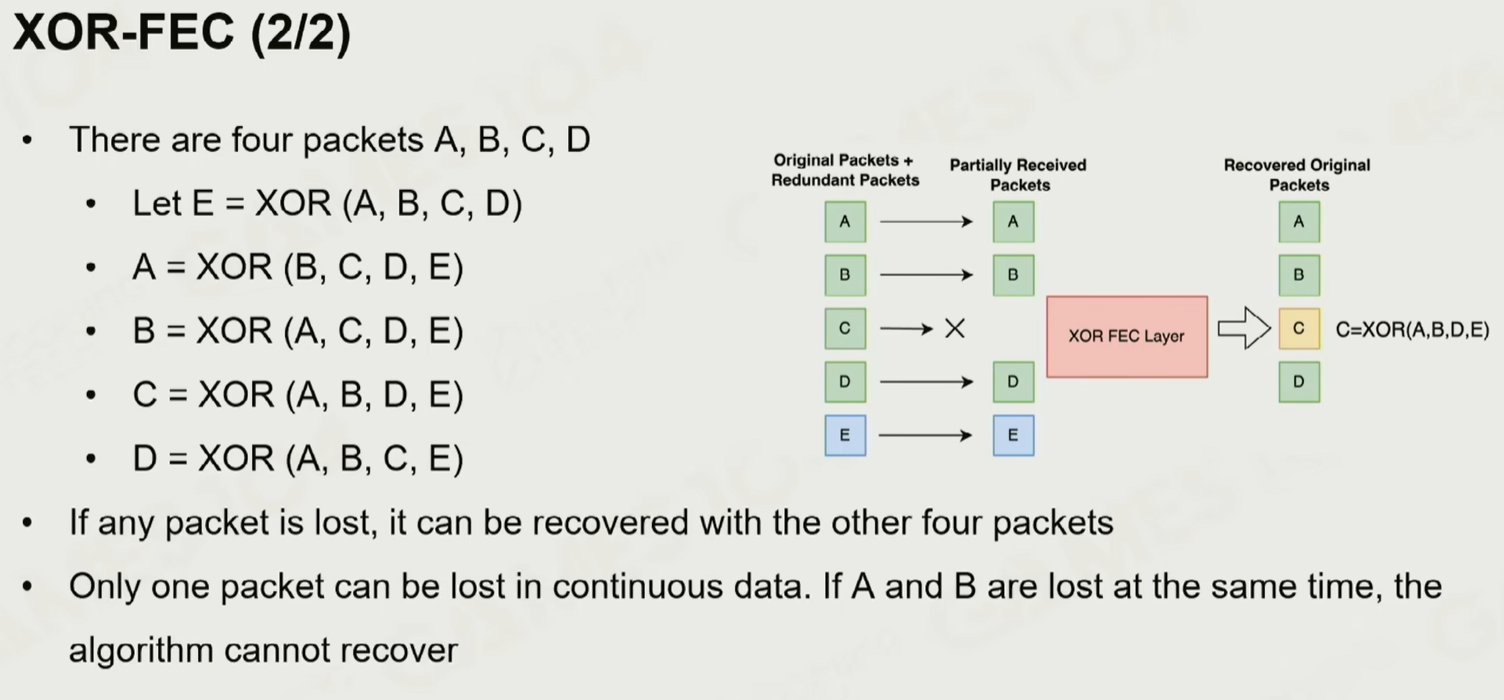 XOR-FEC (2/2)
• There are four packets A, B, C, D
• Let E = XOR (A, B, C, D)
• A = XOR (B, C, D, E)
• B = XOR (A, C, D, E)
• C = XOR (A, B, D, E)
• D = XOR (A, B, C, E)
• If any packet is lost, it can be recovered with the other four packets
• Only one packet can be lost in continuous data. If A and B are lost at the same time, the
algorithm cannot recover
Original Packets +
Redundant Packets
Partially Received
Packets
Recovered Original
Packets
A A A
B B B
C C C=XOR(A,B,D,E)
D D D
E E
XOR FEC Layer